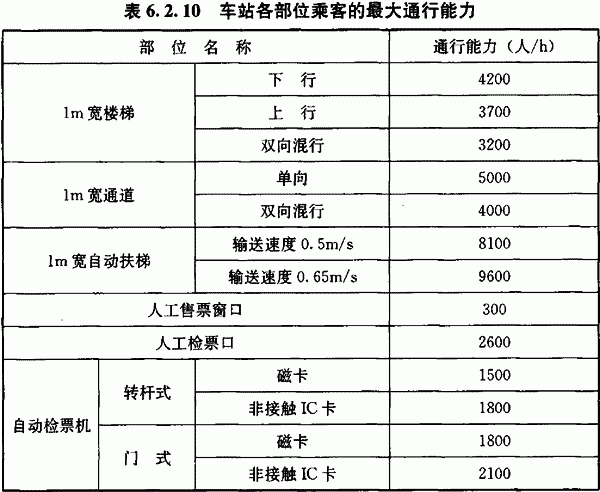 表 6.2.10 车站各部位乘客的最大通行能力
部 位 名 称 通行能力（人/h）
1m 宽楼梯 下 行 4200
上 行 3700
双向混行 3200
1m 宽通道 单向 5000
双向混行 4000
1m 宽自动扶梯 输送速度 0.5m/s 8100
输送速度 0.65m/s 9600
人工售票窗口 300
人工检票口 2600
自动检票机 转杆式 磁卡 1500
非接触 IC 卡 1800
门 式 磁卡 1800
非接触 IC 卡 2100